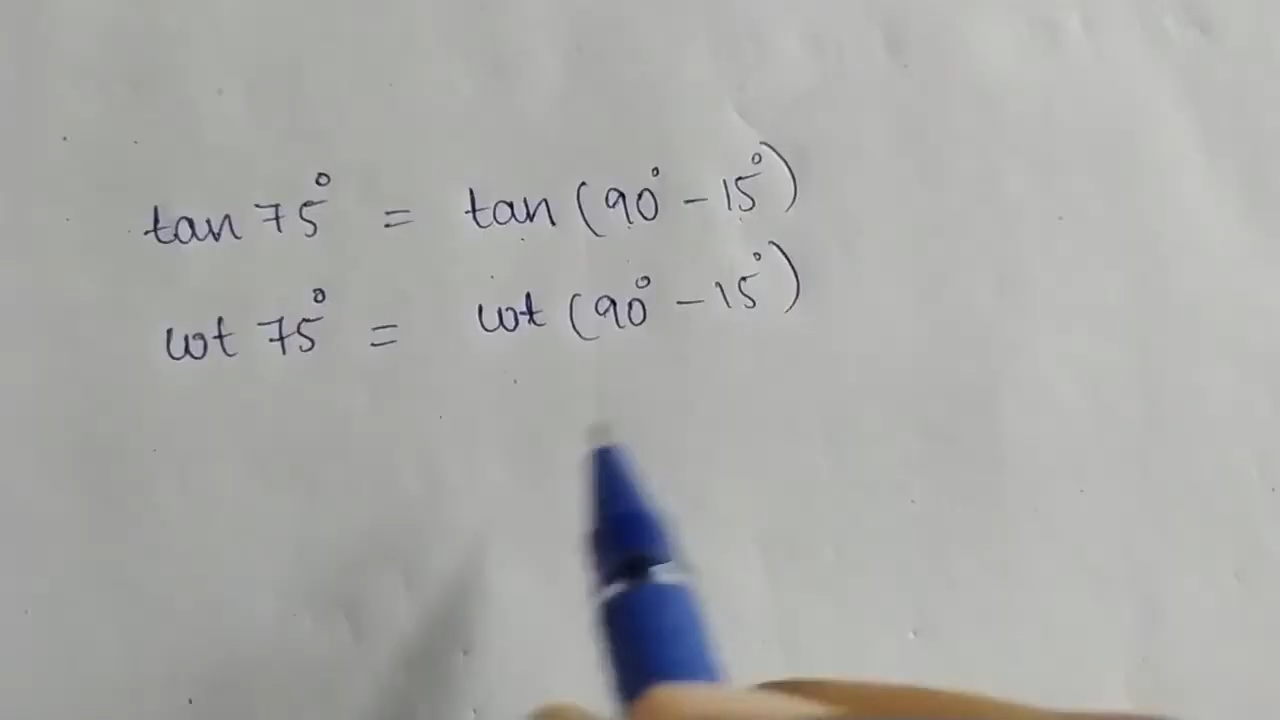 tan 75° = tan (90° - 15°)
cot 75° = cot (90° - 15°)